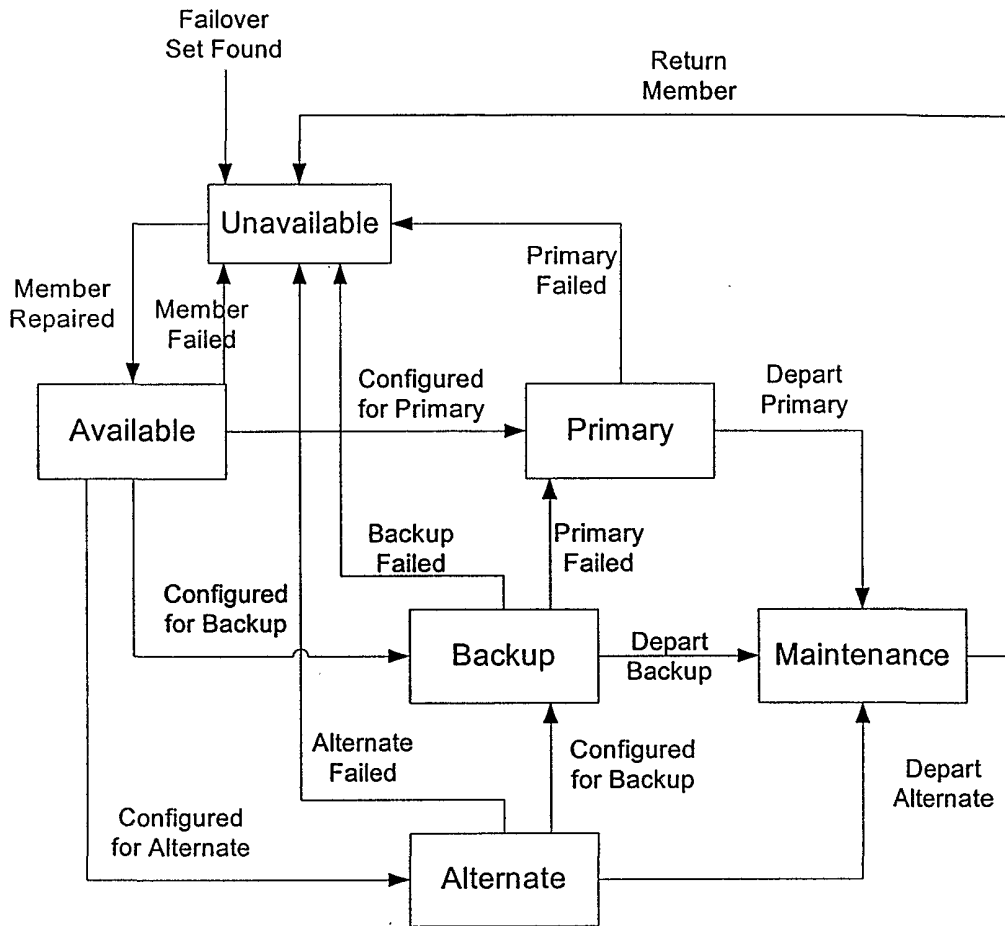 Failover
Set Found
Return
Member
Unavailable
Primary
Failed
Member
Repaired
Member
Failed
Configured
for Primary
Depart
Primary
Available
Primary
Backup
Failed
Primary
Failed
Configured
for Backup
Backup
Depart
Backup
Maintenance
Alternate
Failed
Configured
for Backup
Depart
Alternate
Configured
for Alternate
Alternate